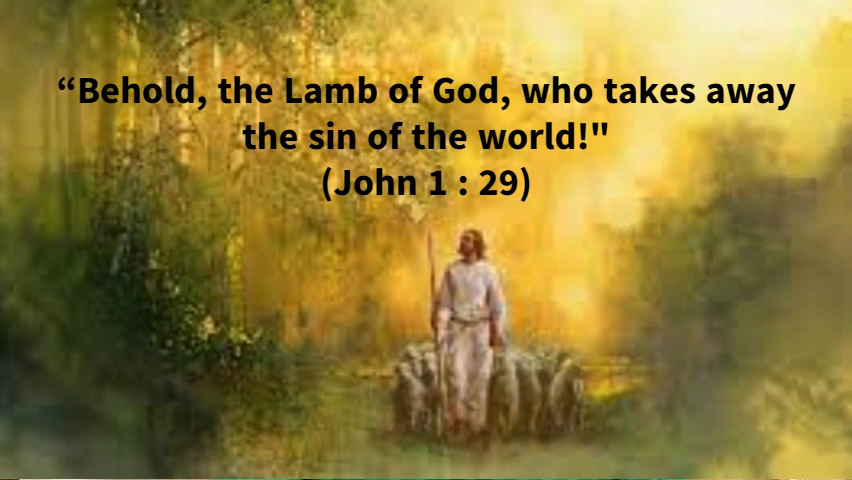 “Behold, the Lamb of God, who takes away
the sin of the world!"
(John 1 : 29)